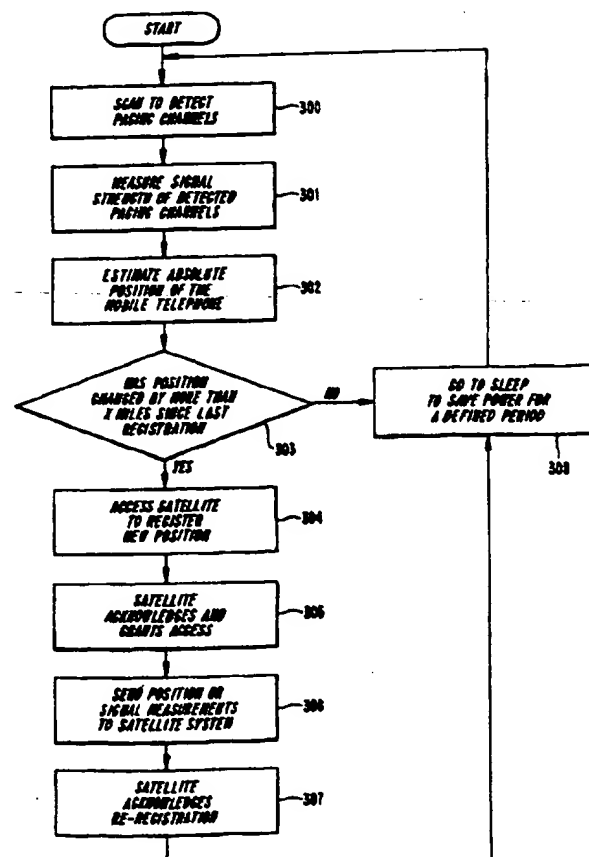 START
SCAN TO DETECT
PAGING CHANNELS
300
MEASURE SIGNAL
STRENGTH OF DETECTED
PAGING CHANNELS
301
ESTIMATE ABSOLUTE
POSITION OF THE
MOBILE TELEPHONE
302
HAS POSITION
CHANGED BY MORE THAN
X MILES SINCE LAST
REGISTRATION
303
NO
GO TO SLEEP
TO SAVE POWER FOR
A DEFINED PERIOD
308
YES
ACCESS SATELLITE
TO REGISTER
NEW POSITION
304
SATELLITE
ACKNOWLEDGES AND
GRANTS ACCESS
305
SEND POSITION OR
SIGNAL MEASUREMENTS
TO SATELLITE SYSTEM
306
SATELLITE
ACKNOWLEDGES
RE-REGISTRATION
307